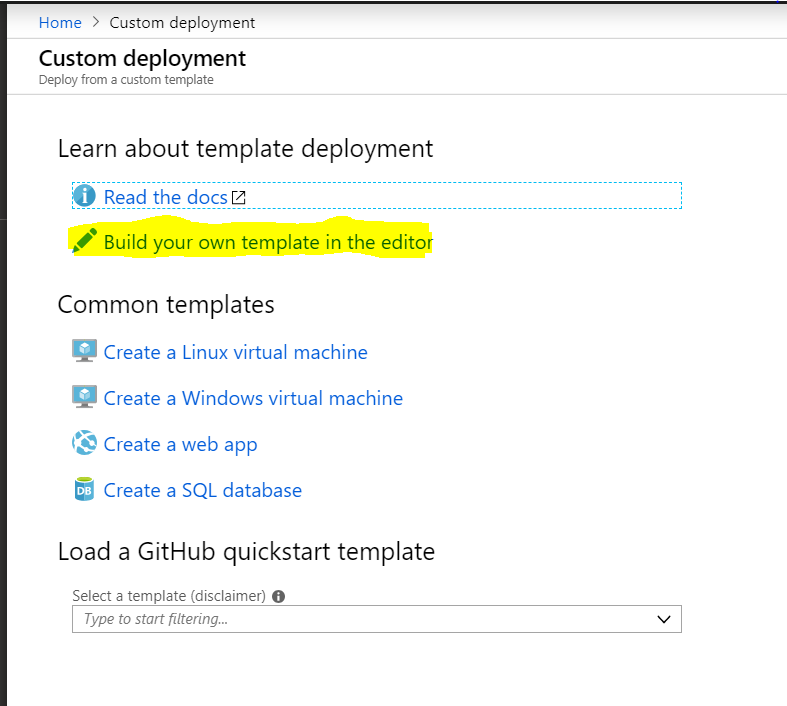 Home > Custom deployment
Custom deployment
Deploy from a custom template
Learn about template deployment
Read the docs
Build your own template in the editor
Common templates
Create a Linux virtual machine
Create a Windows virtual machine
Create a web app
DB Create a SQL database
Load a GitHub quickstart template
Select a template (disclaimer)
Type to start filtering...